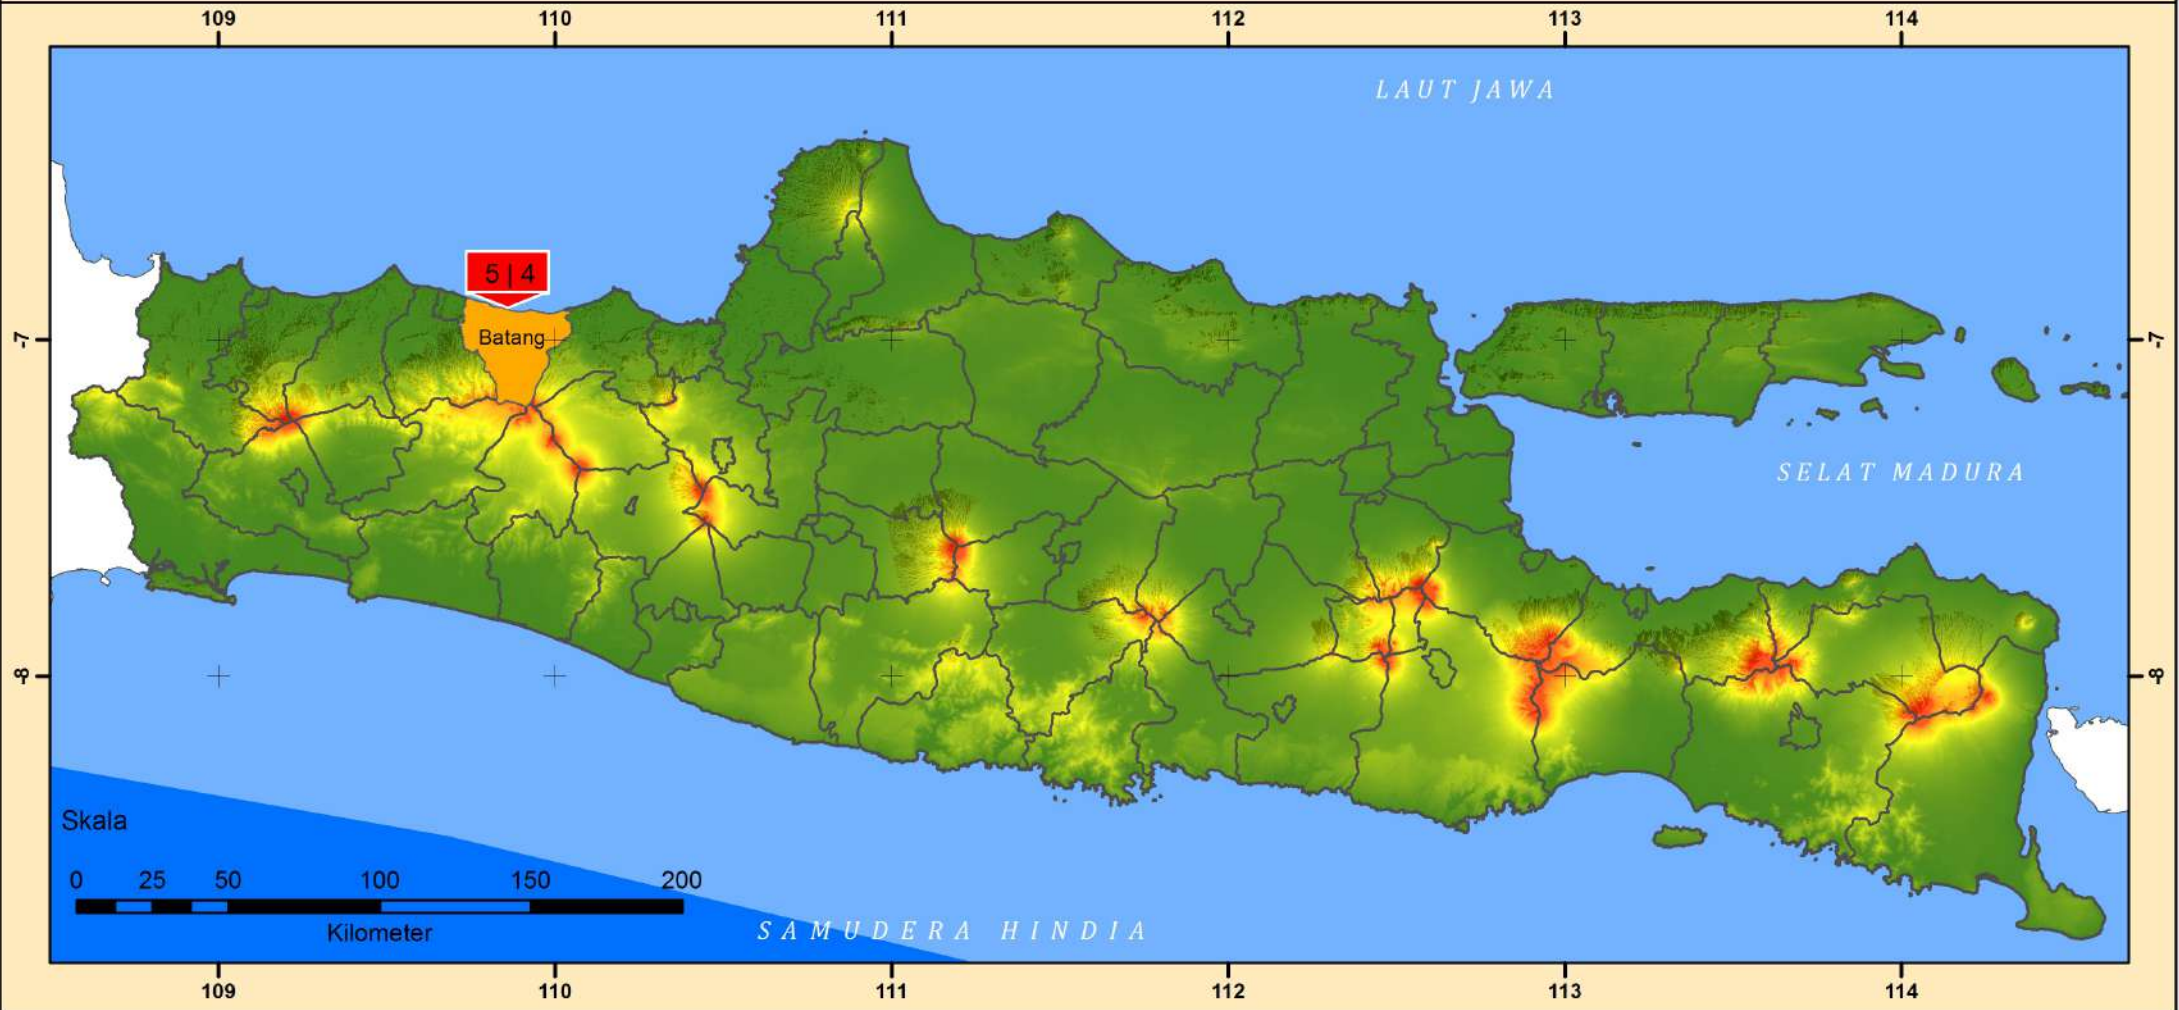 109 110 111 112 113 114
LAUT JAWA
5 | 4
Batang
-7 -7
SELAT MADURA
-8 -8
Skala
0 25 50 100 150 200
Kilometer
SAMUDERA HINDIA
109 110 111 112 113 114